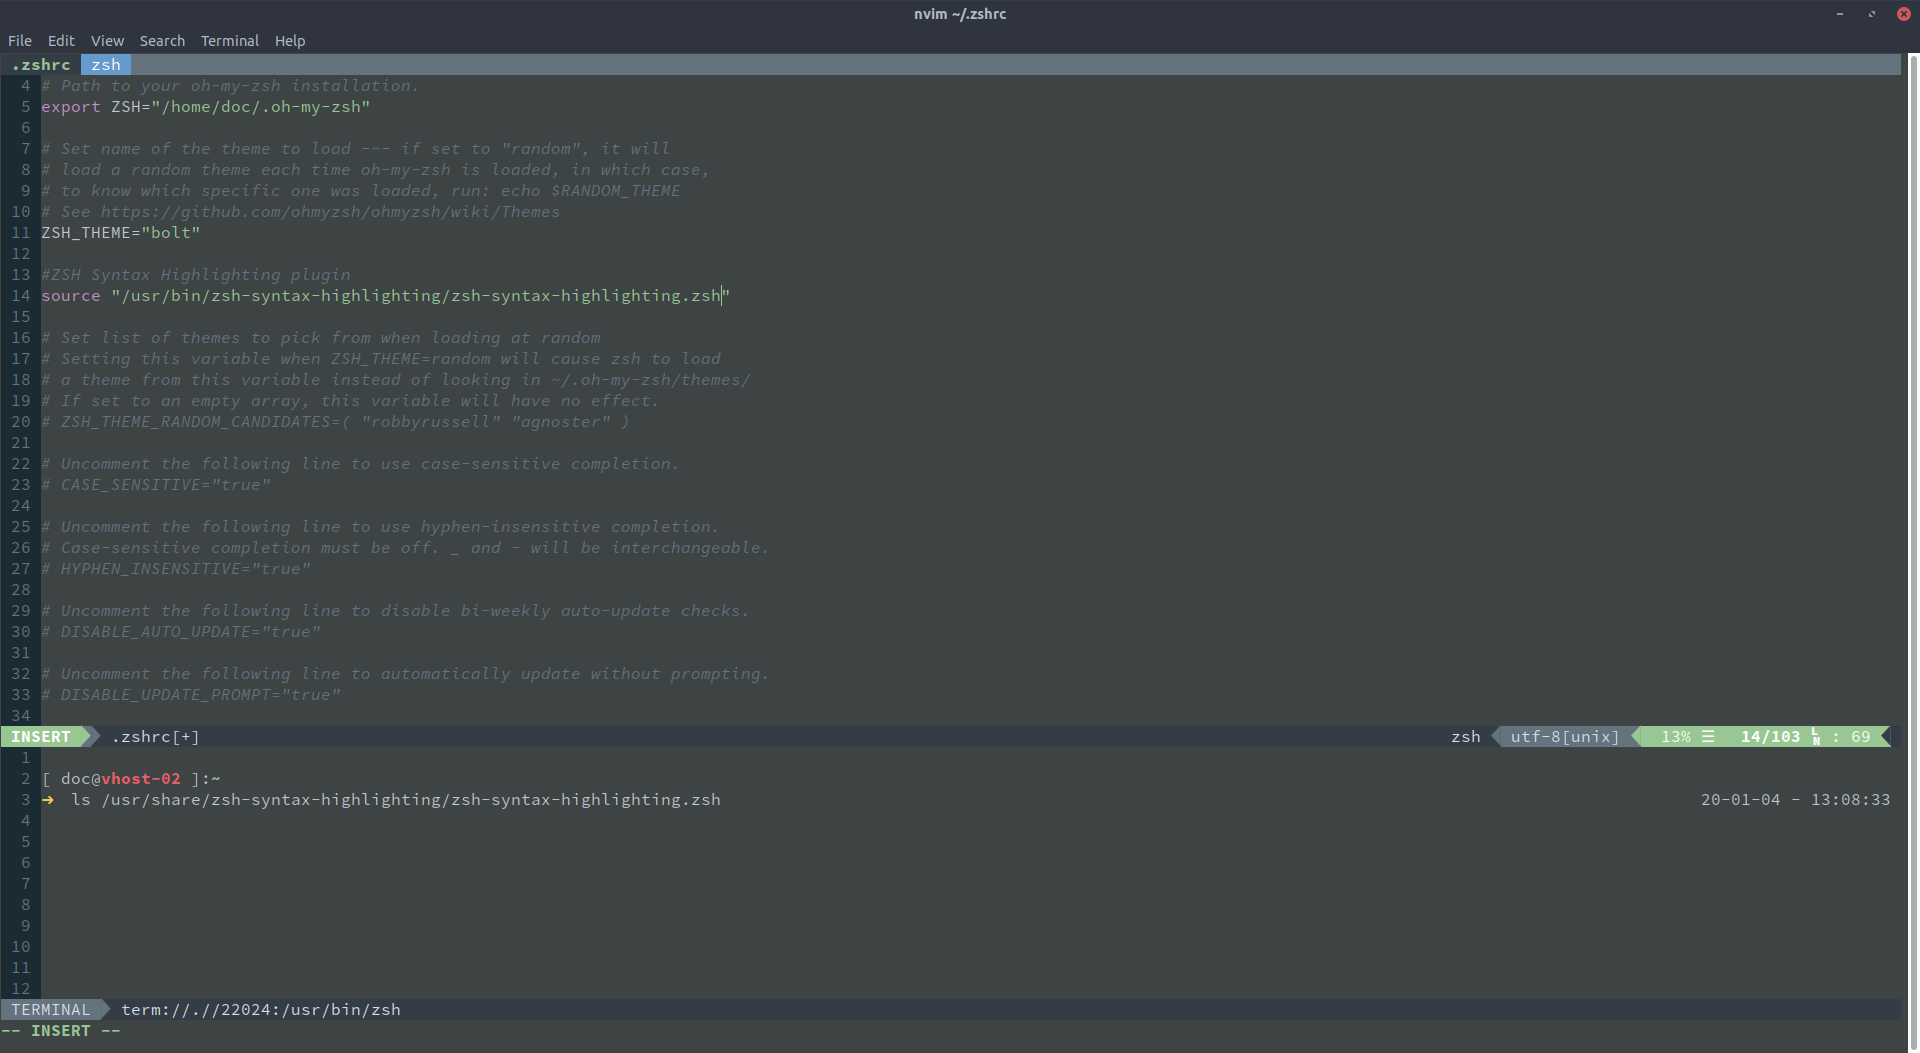 nvim ~/.zshrc
File Edit View Search Terminal Help
.zshrc zsh
4 # Path to your oh-my-zsh installation.
5 export ZSH="/home/doc/.oh-my-zsh"
6
7 # Set name of the theme to load --- if set to "random", it will
8 # load a random theme each time oh-my-zsh is loaded, in which case,
9 # to know which specific one was loaded, run: echo $RANDOM_THEME
10 # See https://github.com/ohmyzsh/ohmyzsh/wiki/Themes
11 ZSH_THEME="bolt"
12
13 #ZSH Syntax Highlighting plugin
14 source "/usr/bin/zsh-syntax-highlighting/zsh-syntax-highlighting.zsh"
15
16 # Set list of themes to pick from when loading at random
17 # Setting this variable when ZSH_THEME=random will cause zsh to load
18 # a theme from this variable instead of looking in ~/.oh-my-zsh/themes/
19 # If set to an empty array, this variable will have no effect.
20 # ZSH_THEME_RANDOM_CANDIDATES=( "robbyrussell" "agnoster" )
21
22 # Uncomment the following line to use case-sensitive completion.
23 # CASE_SENSITIVE="true"
24
25 # Uncomment the following line to use hyphen-insensitive completion.
26 # Case-sensitive completion must be off. _ and - will be interchangeable.
27 # HYPHEN_INSENSITIVE="true"
28
29 # Uncomment the following line to disable bi-weekly auto-update checks.
30 # DISABLE_AUTO_UPDATE="true"
31
32 # Uncomment the following line to automatically update without prompting.
33 # DISABLE_UPDATE_PROMPT="true"
34
INSERT .zshrc[+] zsh utf-8[unix] 13% ☰ 14/103 LN : 69
1
2 [ doc@vhost-02 ]:~
3 ➜ ls /usr/share/zsh-syntax-highlighting/zsh-syntax-highlighting.zsh 20-01-04 - 13:08:33
4
5
6
7
8
9
10
11
12
TERMINAL term://.//22024:/usr/bin/zsh
-- INSERT --